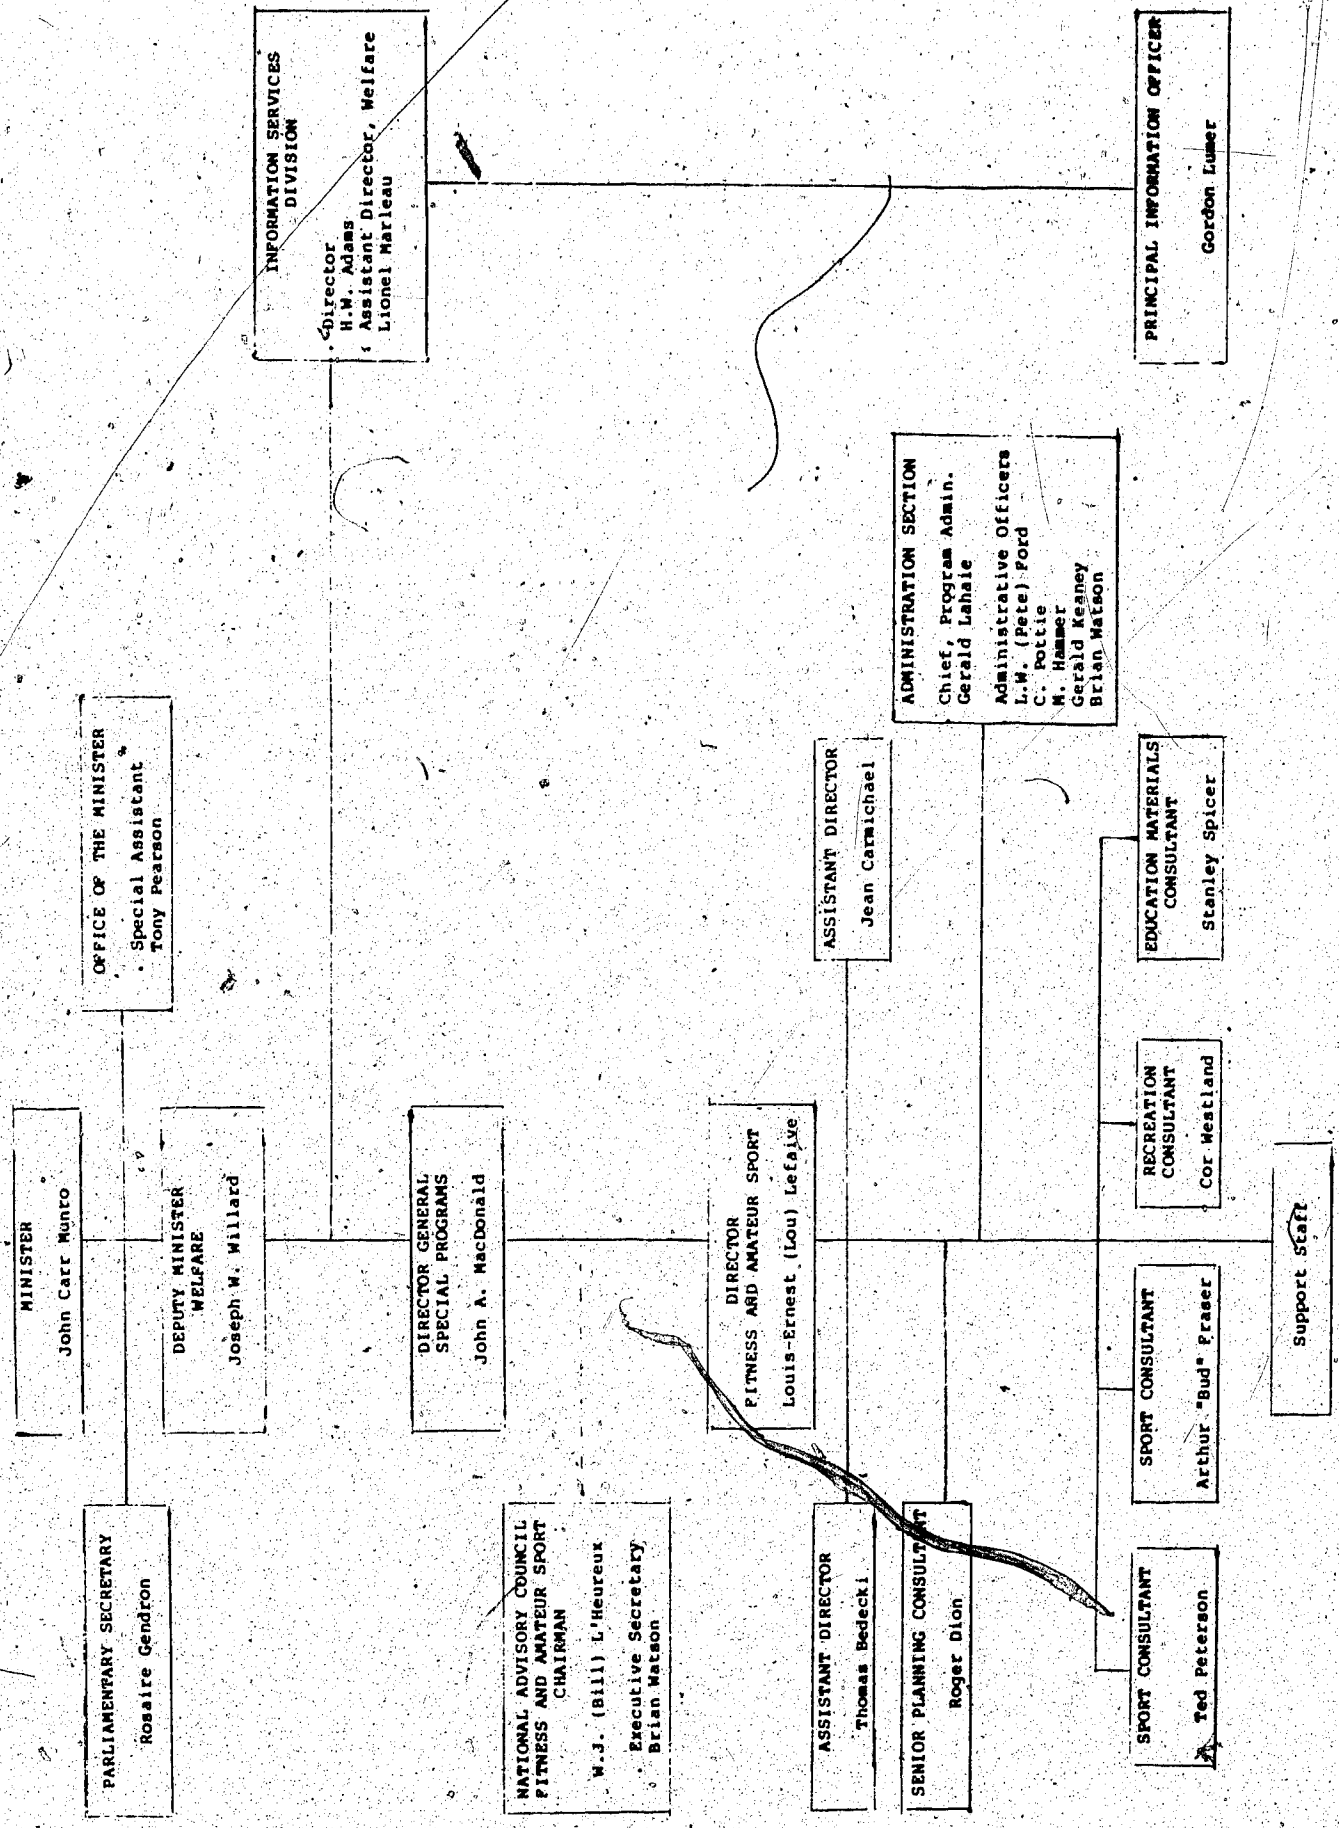 MINISTER
John Carr Munro
PARLIAMENTARY SECRETARY
Rosaire Gendron
OFFICE OF THE MINISTER
Special Assistant
Tony Pearson
DEPUTY MINISTER
WELFARE
Joseph W. Willard
INFORMATION SERVICES
DIVISION
Director
H.W. Adams
Assistant Director, Welfare
Lionel Marleau
DIRECTOR GENERAL
SPECIAL PROGRAMS
John A. MacDonald
NATIONAL ADVISORY COUNCIL
FITNESS AND AMATEUR SPORT
CHAIRMAN
W.J. (Bill) L'Heureux
Executive Secretary
Brian Watson
DIRECTOR
FITNESS AND AMATEUR SPORT
Louis-Ernest (Lou) Lefaive
ASSISTANT DIRECTOR
Thomas Bedecki
ASSISTANT DIRECTOR
Jean Carmichael
SENIOR PLANNING CONSULTANT
Roger Dion
ADMINISTRATION SECTION
Chief, Program Admin.
Gerald Lahaie
Administrative Officers
L.W. (Pete) Ford
C. Pottie
M. Hammer
Gerald Keaney
Brian Watson
SPORT CONSULTANT
Ted Peterson
SPORT CONSULTANT
Arthur "Bud" Fraser
RECREATION
CONSULTANT
Cor Westland
EDUCATION MATERIALS
CONSULTANT
Stanley Spicer
PRINCIPAL INFORMATION OFFICER
Gordon Lumer
Support Staff